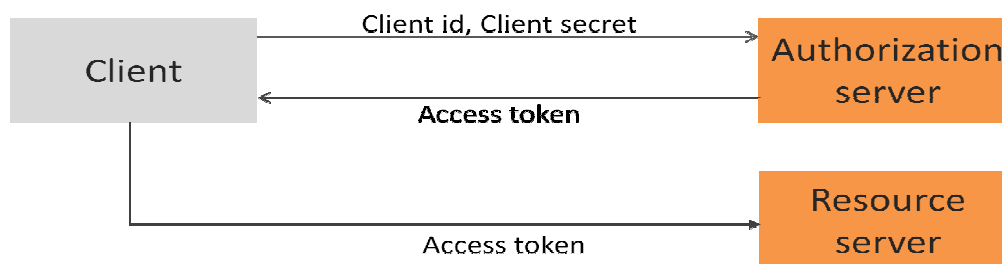 Client id, Client secret
Client
Authorization
server
Access token
Resource
server
Access token